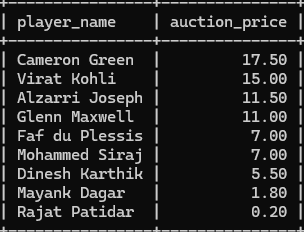 player_name auction_price
Cameron Green 17.50
Virat Kohli 15.00
Alzarri Joseph 11.50
Glenn Maxwell 11.00
Faf du Plessis 7.00
Mohammed Siraj 7.00
Dinesh Karthik 5.50
Mayank Dagar 1.80
Rajat Patidar 0.20